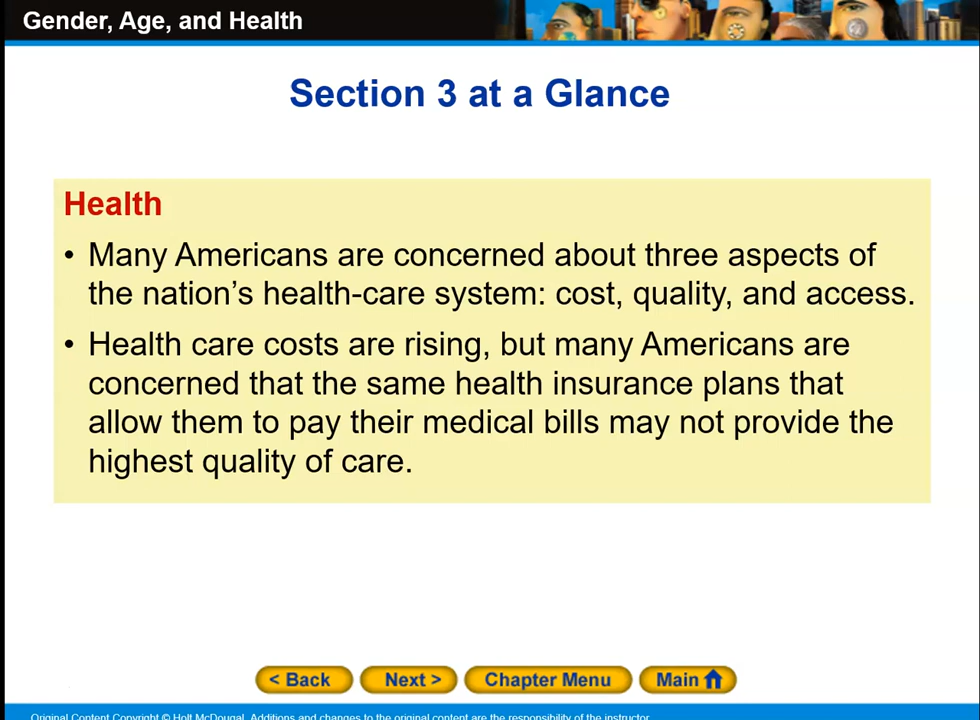 Gender, Age, and Health
Section 3 at a Glance
Health
• Many Americans are concerned about three aspects of
the nation’s health-care system: cost, quality, and access.
• Health care costs are rising, but many Americans are
concerned that the same health insurance plans that
allow them to pay their medical bills may not provide the
highest quality of care.
< Back
Next >
Chapter Menu
Main
Original Content Copyright © Holt McDougal. Additions and changes to the original content are the responsibility of the instructor.